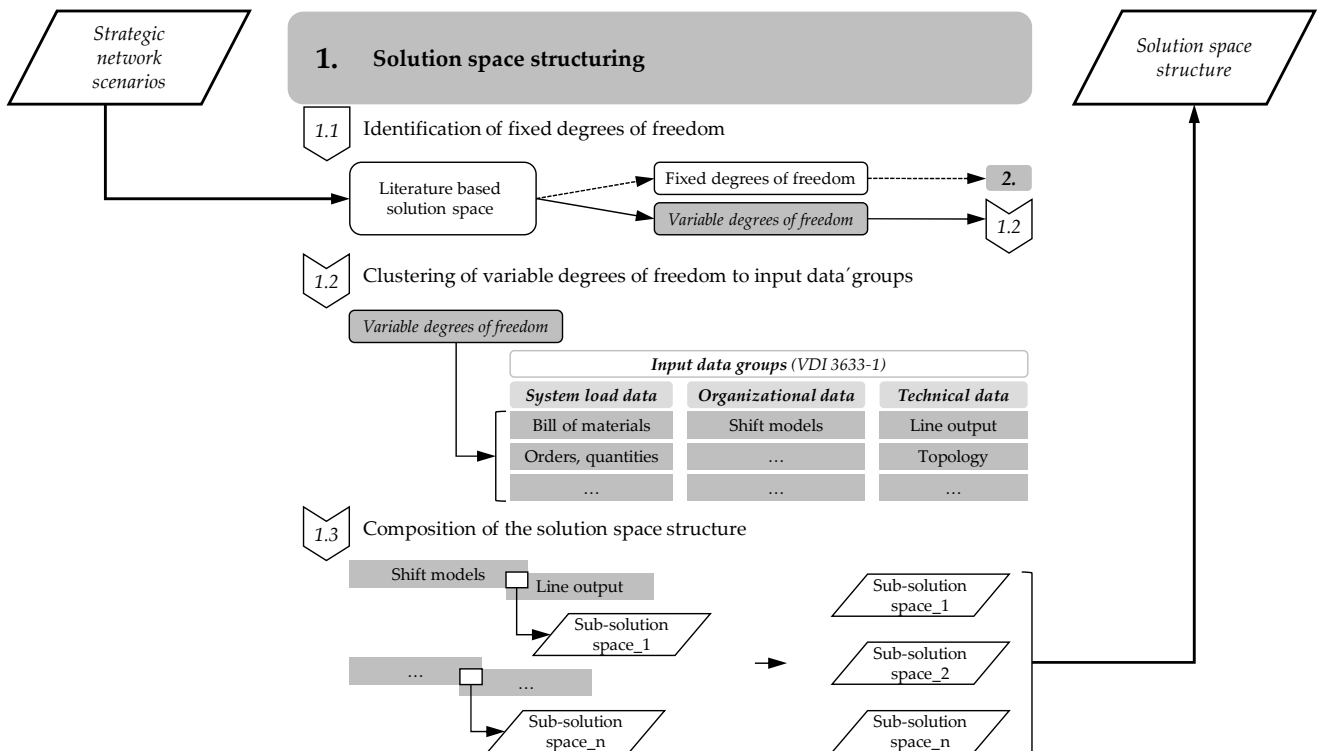 Strategic
network
scenarios
1. Solution space structuring
Solution space
structure
1.1 Identification of fixed degrees of freedom
Literature based
solution space
Fixed degrees of freedom
2.
Variable degrees of freedom
1.2
1.2 Clustering of variable degrees of freedom to input data´groups
Variable degrees of freedom
Input data groups (VDI 3633-1)
System load data Organizational data Technical data
Bill of materials Shift models Line output
Orders, quantities … Topology
… … …
1.3 Composition of the solution space structure
Shift models
Line output
Sub-solution
space_1
… …
Sub-solution
space_n
Sub-solution
space_1
Sub-solution
space_2
Sub-solution
space_n